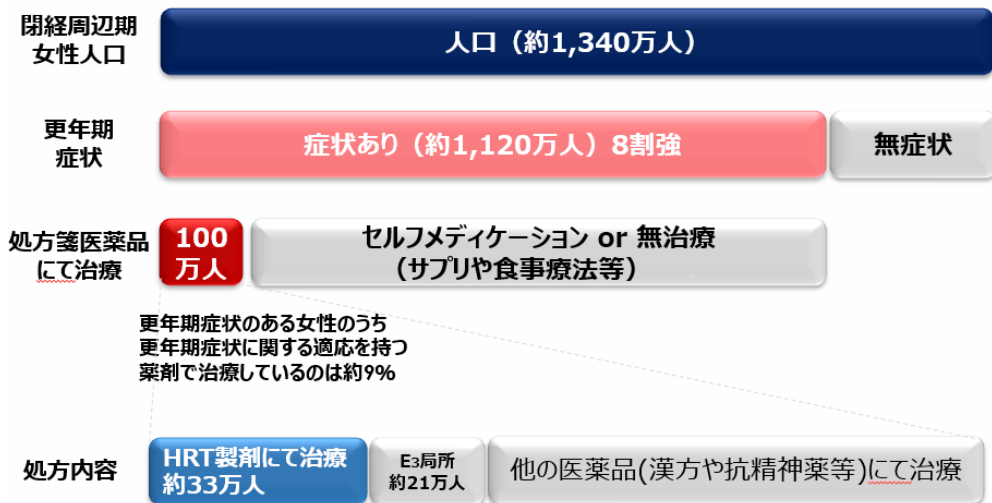 閉経周辺期
女性人口
人口（約1,340万人）
更年期
症状
症状あり（約1,120万人）8割強
無症状
処方箋医薬品
にて治療
100
万人
セルフメディケーション or 無治療
（サプリや食事療法等）
更年期症状のある女性のうち
更年期症状に関する適応を持つ
薬剤で治療しているのは約9%
処方内容
HRT製剤にて治療
約33万人
E3局所
約21万人
他の医薬品(漢方や抗精神薬等)にて治療